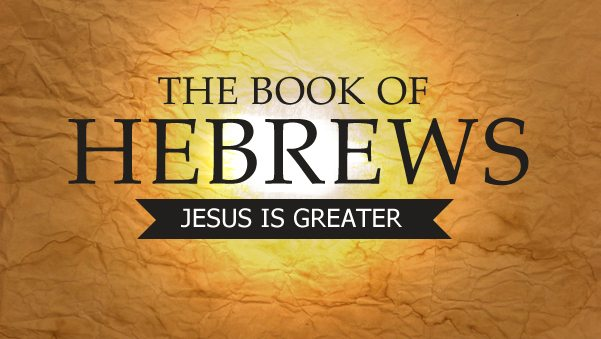 THE BOOK OF
HEBREWS
JESUS IS GREATER